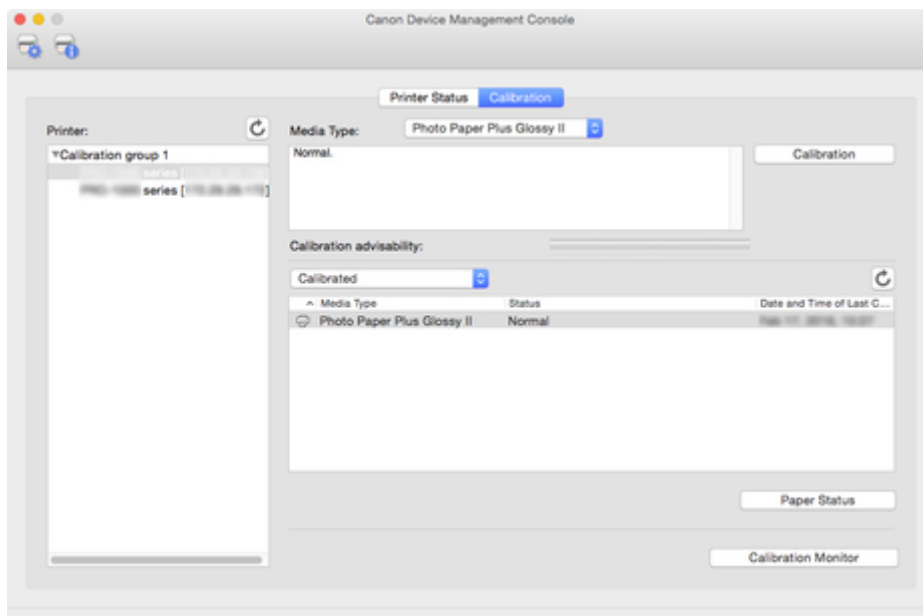 Canon Device Management Console
Printer Status Calibration
Printer:
Calibration group 1
series [
series [ ]
Media Type: Photo Paper Plus Glossy II
Normal.
Calibration
Calibration advisability:
Calibrated
Media Type Status Date and Time of Last C...
Photo Paper Plus Glossy II Normal
Paper Status
Calibration Monitor